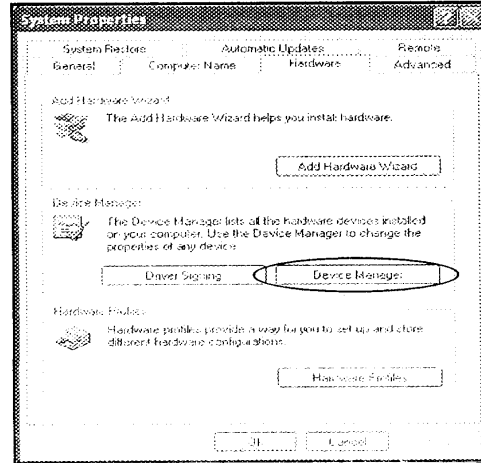 System Properties
System Restore Automatic Updates Remote
General Computer Name Hardware Advanced
Add Hardware Wizard
The Add Hardware Wizard helps you install hardware.
Add Hardware Wizard
Device Manager
The Device Manager lists all the hardware devices installed
on your computer. Use the Device Manager to change the
properties of any device.
Driver Signing Device Manager
Hardware Profiles
Hardware profiles provide a way for you to set up and store
different hardware configurations.
Hardware Profiles
OK Cancel